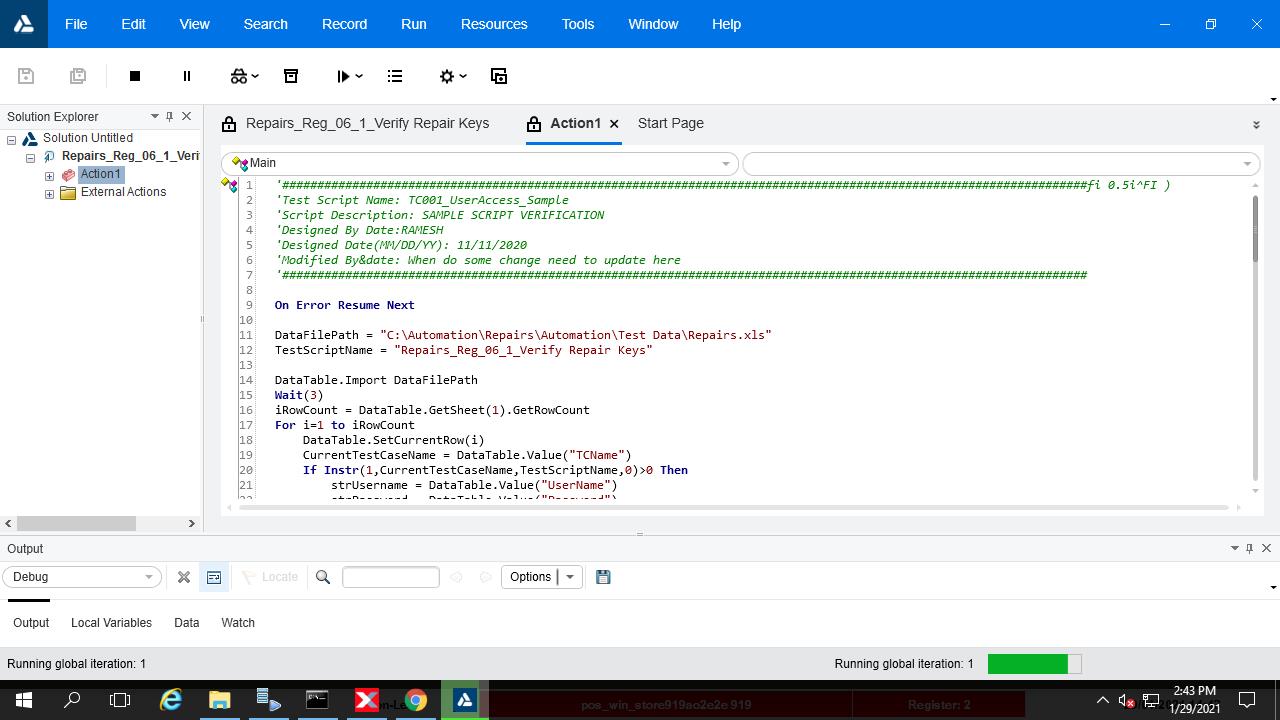 File Edit View Search Record Run Resources Tools Window Help
Solution Explorer
Solution Untitled
Repairs_Reg_06_1_Veri
Action1
External Actions
Repairs_Reg_06_1_Verify Repair Keys
Action1
Start Page
Main
1 '###################################################################################################################fi 0.5i^FI )
2 'Test Script Name: TC001_UserAccess_Sample
3 'Script Description: SAMPLE SCRIPT VERIFICATION
4 'Designed By Date:RAMESH
5 'Designed Date(MM/DD/YY): 11/11/2020
6 'Modified By&date: When do some change need to update here
7 '###################################################################################################################
8
9 On Error Resume Next
10
11 DataFilePath = "C:\Automation\Repairs\Automation\Test Data\Repairs.xls"
12 TestScriptName = "Repairs_Reg_06_1_Verify Repair Keys"
13
14 DataTable.Import DataFilePath
15 Wait(3)
16 iRowCount = DataTable.GetSheet(1).GetRowCount
17 For i=1 to iRowCount
18 DataTable.SetCurrentRow(i)
19 CurrentTestCaseName = DataTable.Value("TCName")
20 If Instr(1,CurrentTestCaseName,TestScriptName,0)>0 Then
21 strUsername = DataTable.Value("UserName")
22 strPassword = DataTable.Value("Password")
Output
Debug
Locate
Options
Output Local Variables Data Watch
Running global iteration: 1
Running global iteration: 1
pos_win_store919ao2e2e 919
Register: 2
2:43 PM
1/29/2021